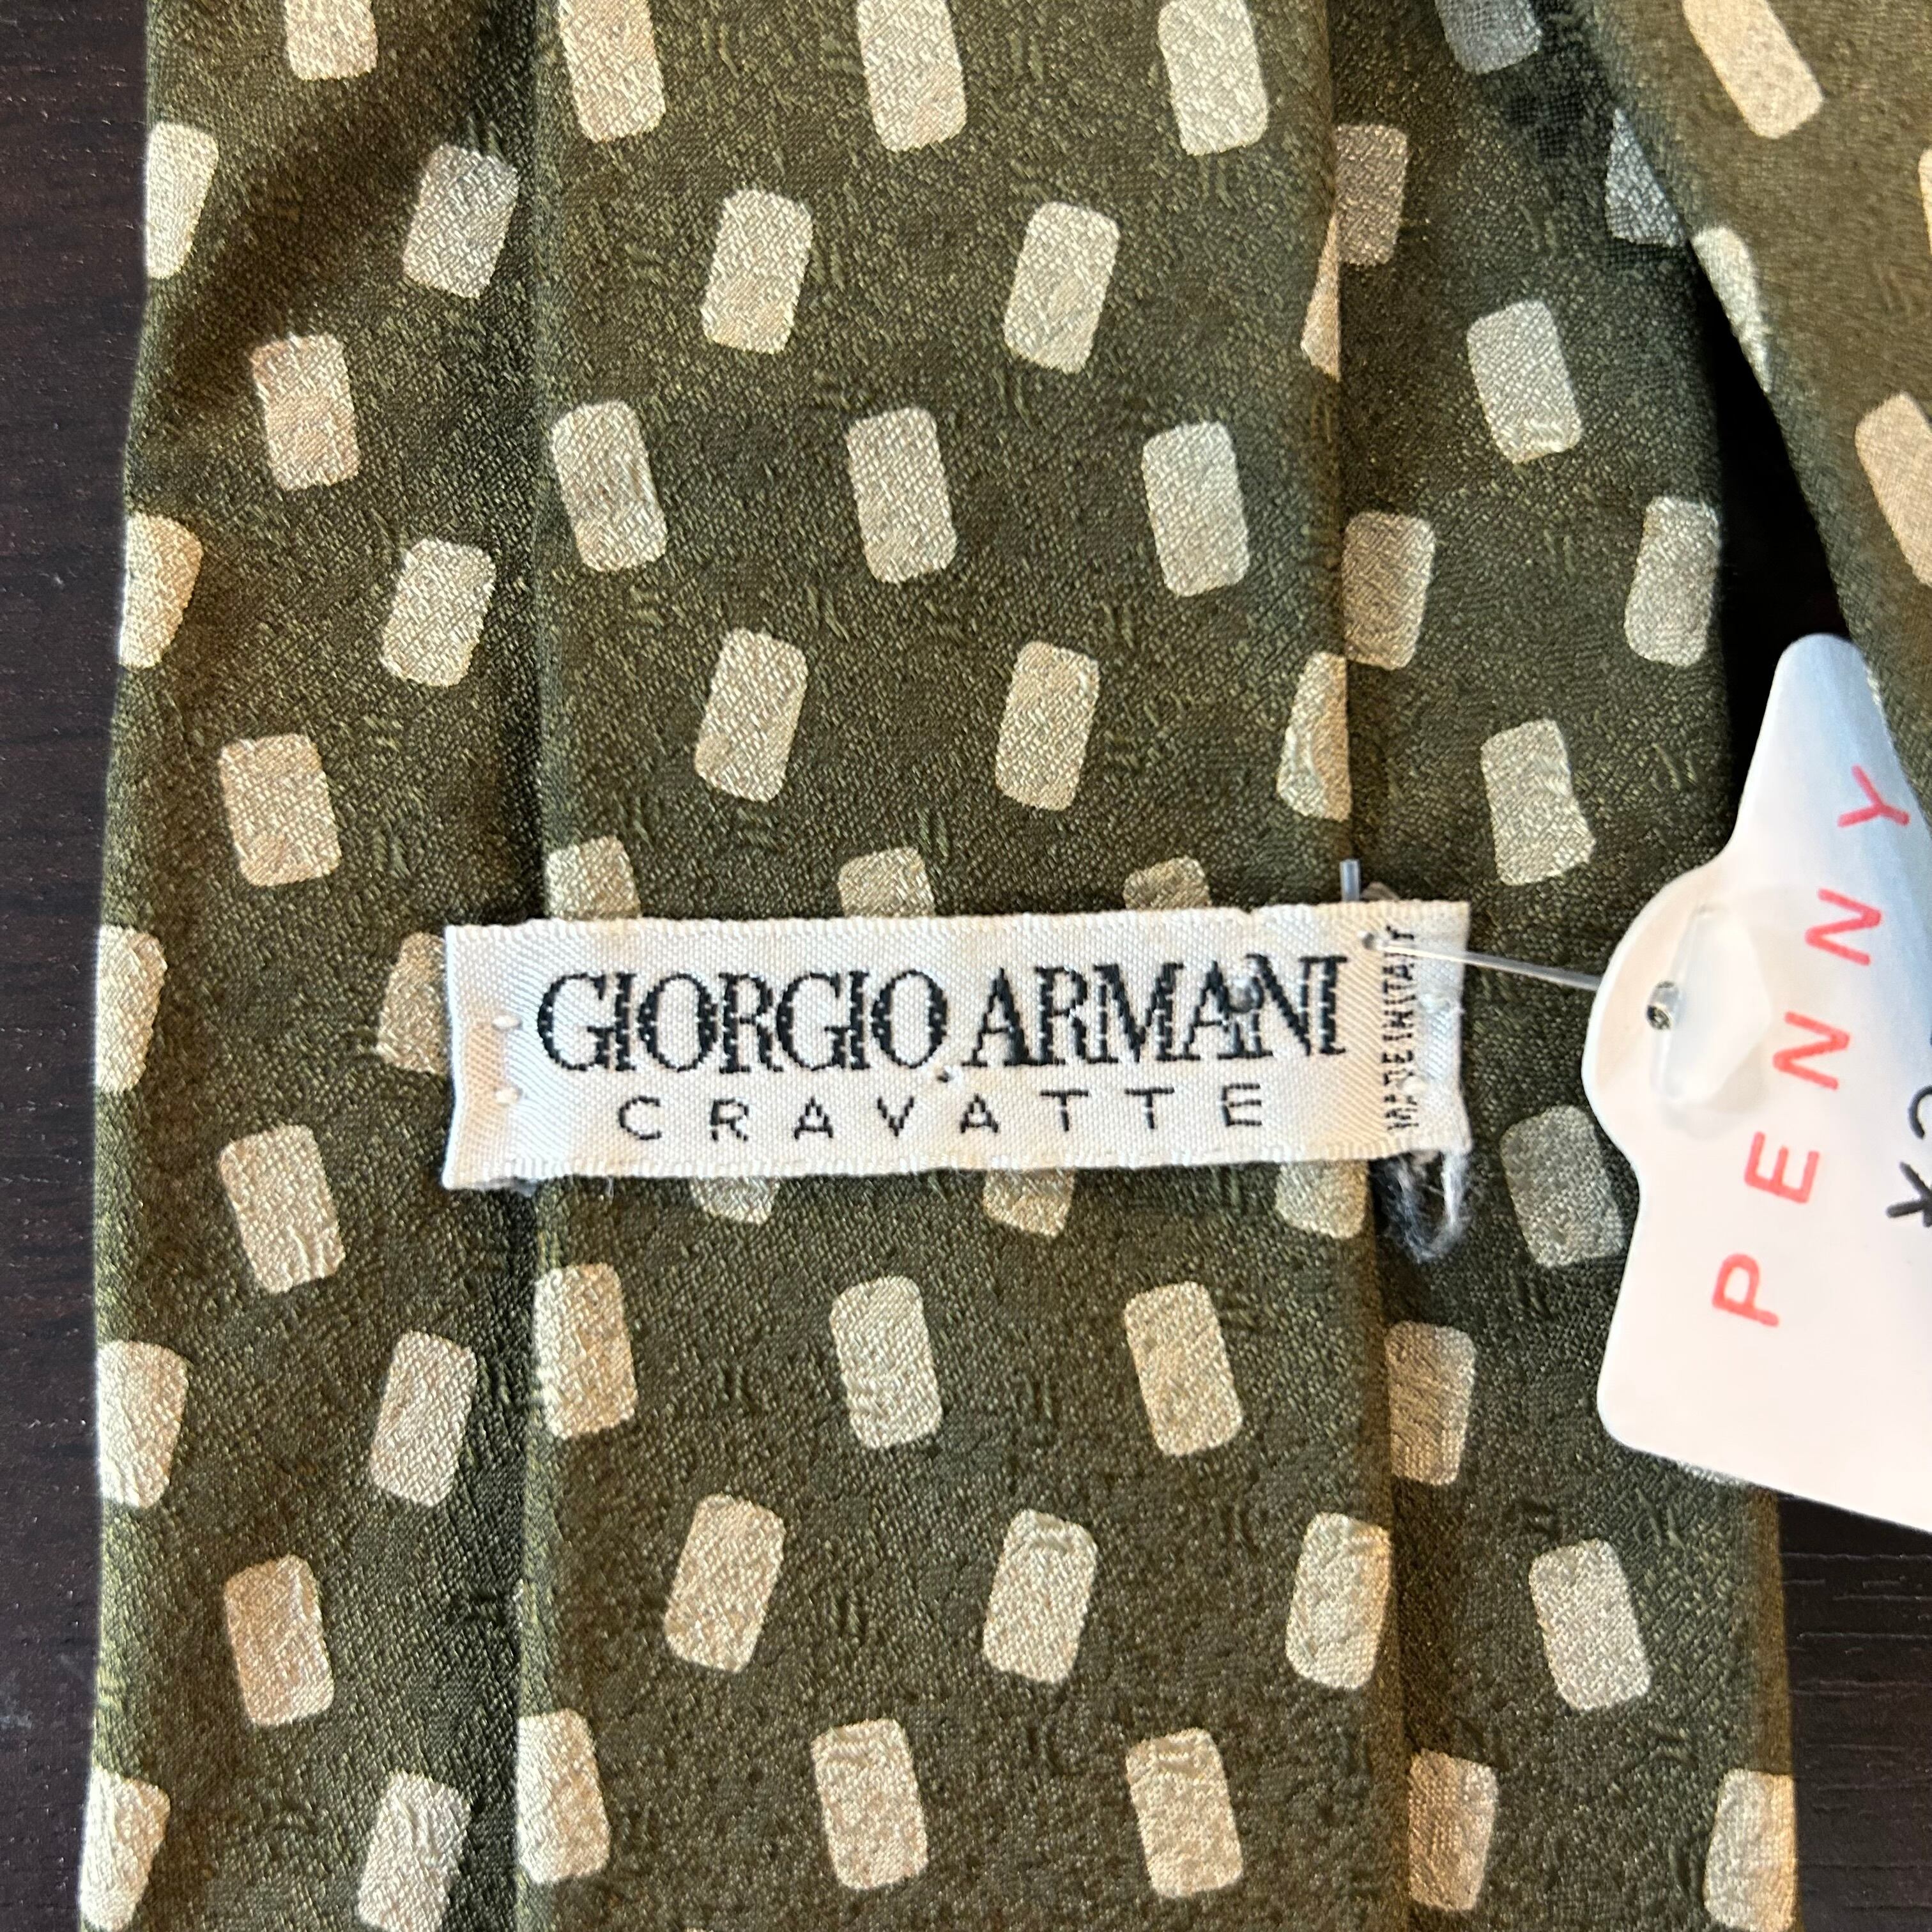 GIORGIO ARMANI
CRAVATTE
MADE IN ITALY
PENNY